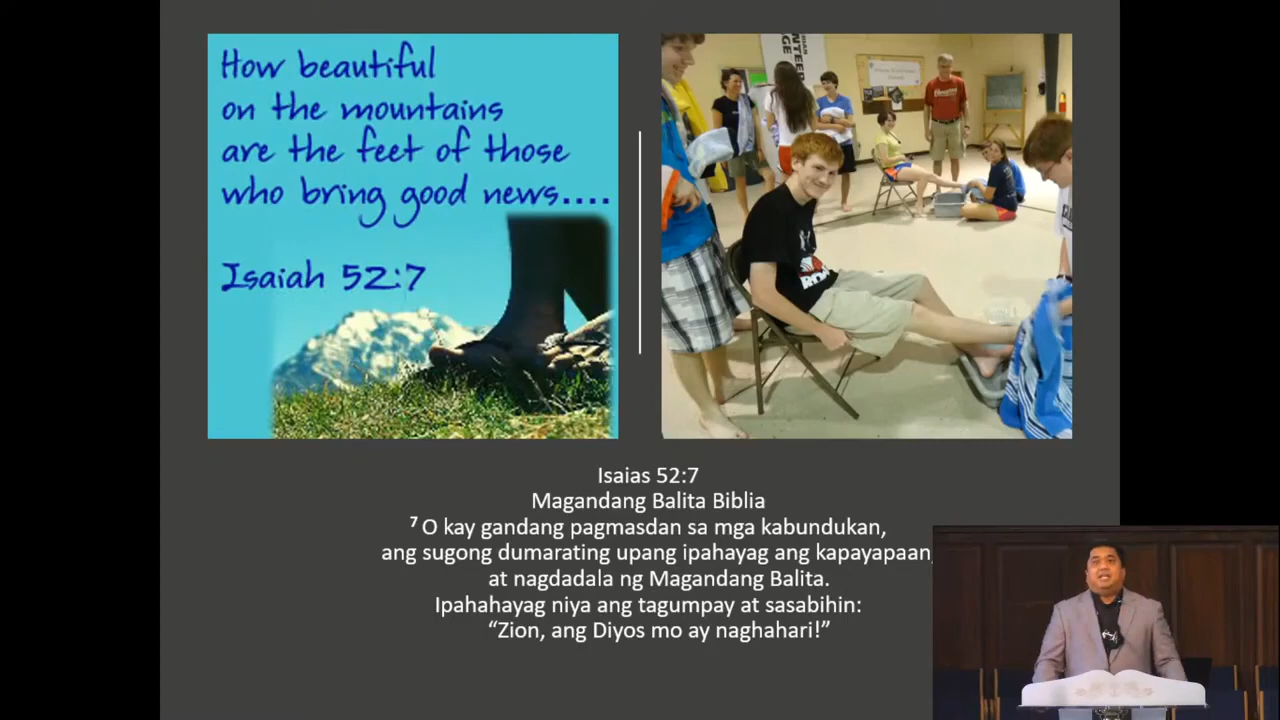 How beautiful
on the mountains
are the feet of those
who bring good news....
Isaiah 52:7
Isaias 52:7
Magandang Balita Biblia
⁷ O kay gandang pagmasdan sa mga kabundukan,
ang sugong dumarating upang ipahayag ang kapayapaan,
at nagdadala ng Magandang Balita.
Ipahahayag niya ang tagumpay at sasabihin:
“Zion, ang Diyos mo ay naghahari!”